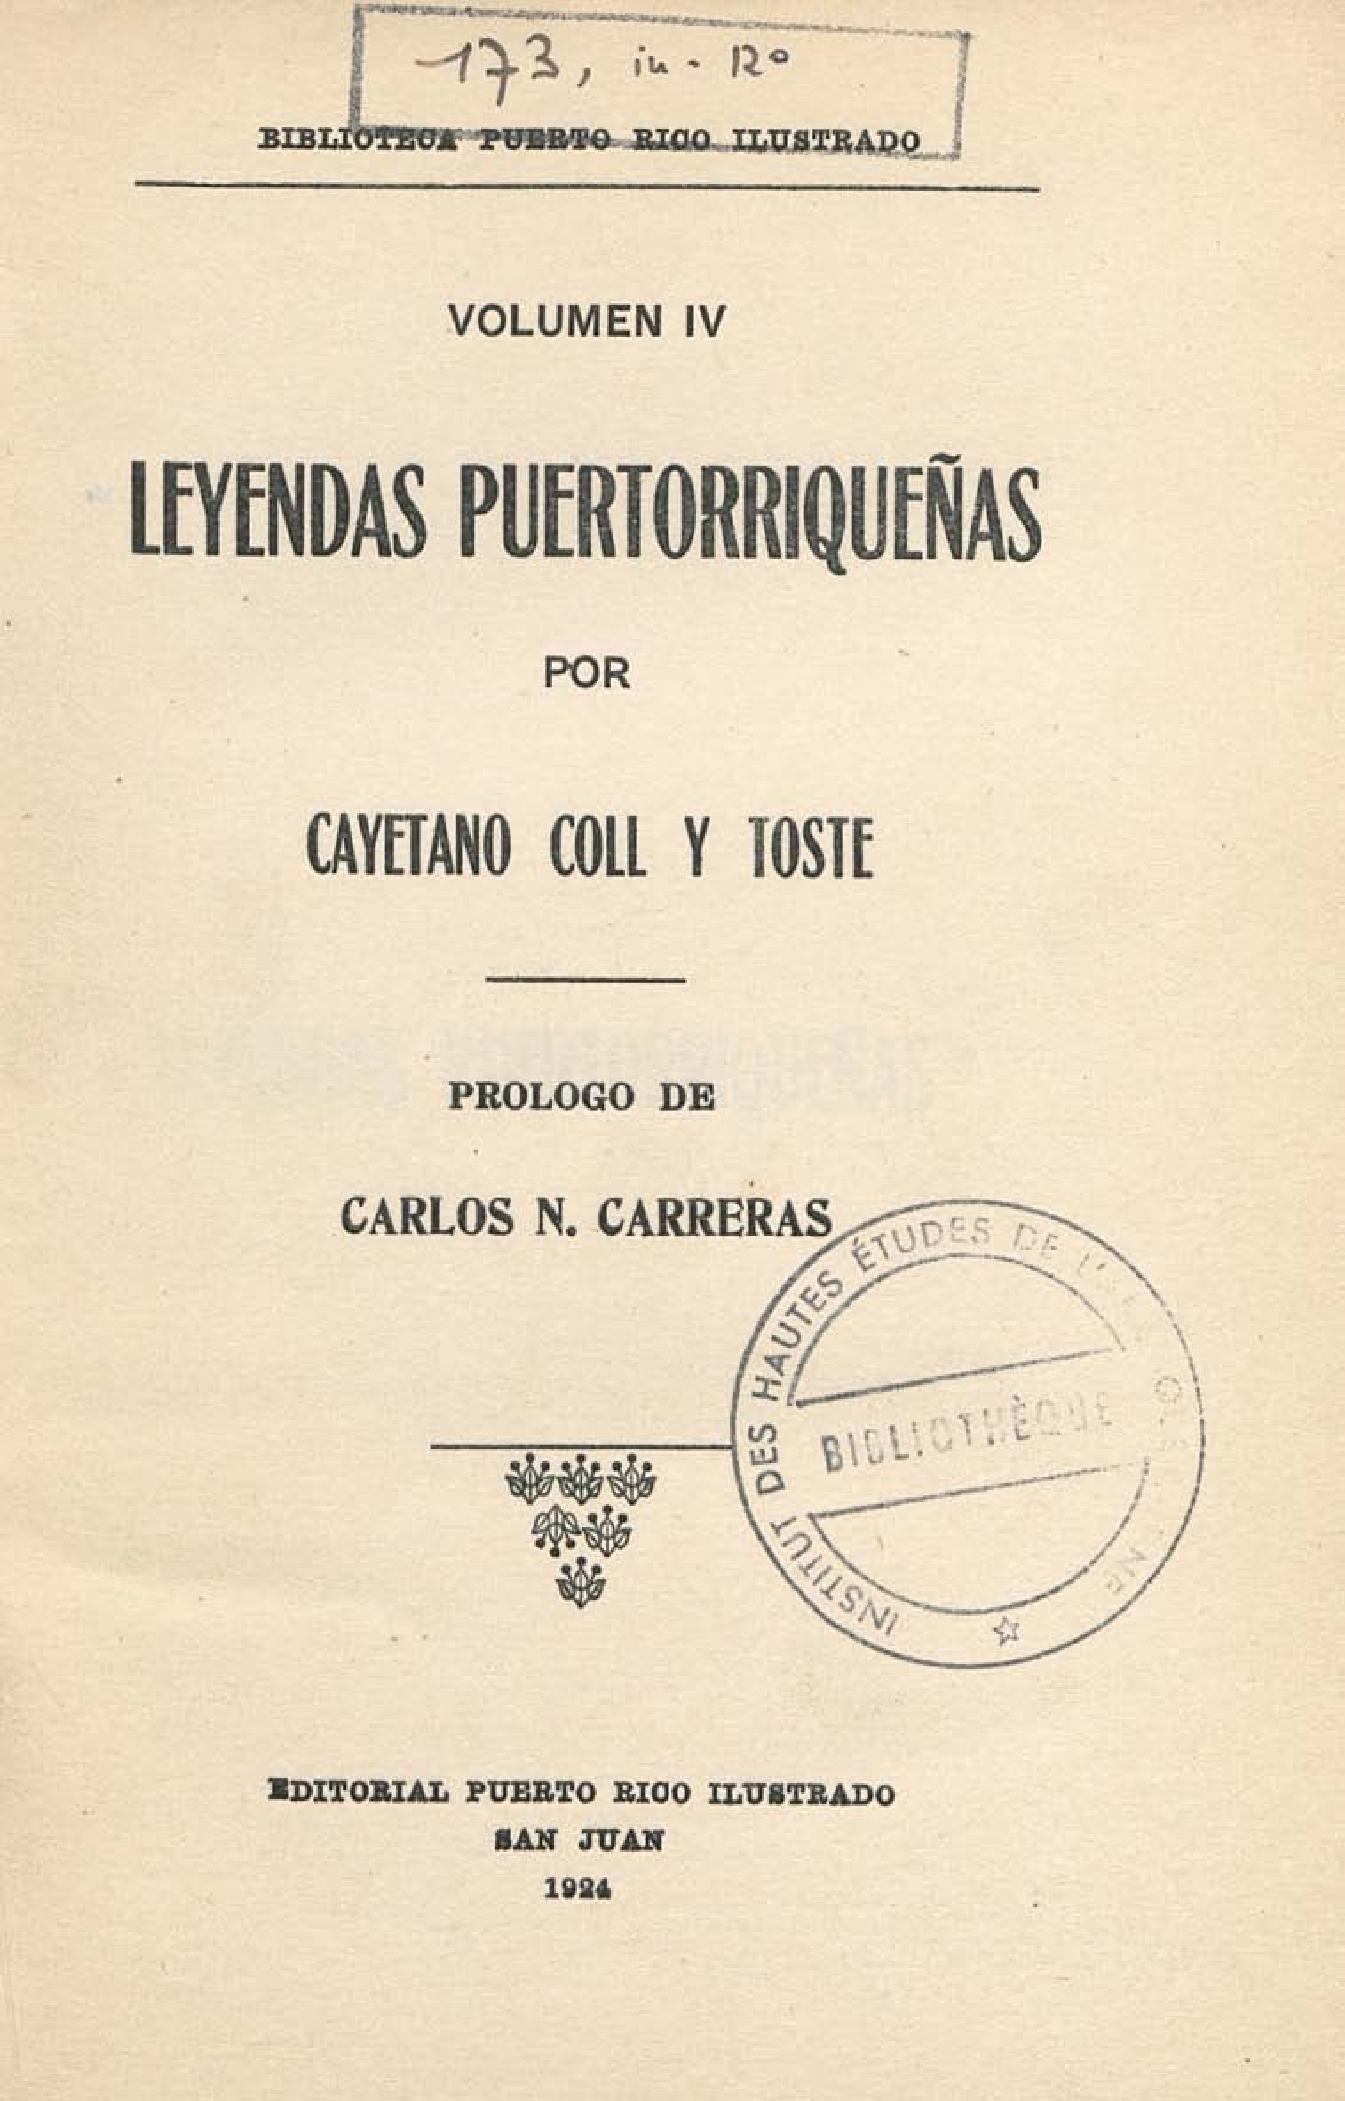 173, in-12º
BIBLIOTECA PUERTO RICO ILUSTRADO
VOLUMEN IV
LEYENDAS PUERTORRIQUEÑAS
POR
CAYETANO COLL Y TOSTE
PROLOGO DE
CARLOS N. CARRERAS
INSTITUT DES HAUTES ÉTUDES DE
BIBLIOTHÈQUE
EDITORIAL PUERTO RICO ILUSTRADO
SAN JUAN
1924